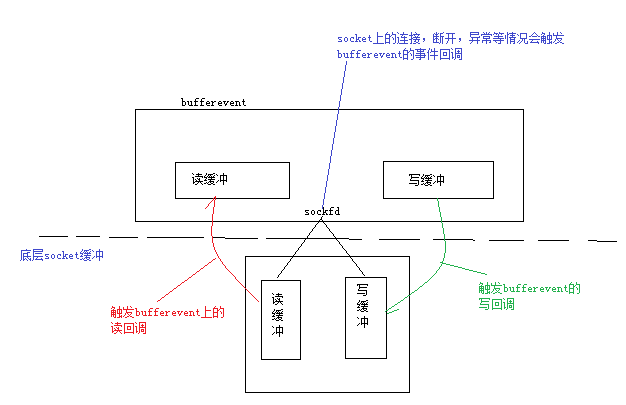 socket上的连接，断开，异常等情况会触发
bufferevent的事件回调
bufferevent
读缓冲
写缓冲
sockfd
底层socket缓冲
触发bufferevent上的
读回调
读缓冲
写缓冲
触发bufferevent的
写回调